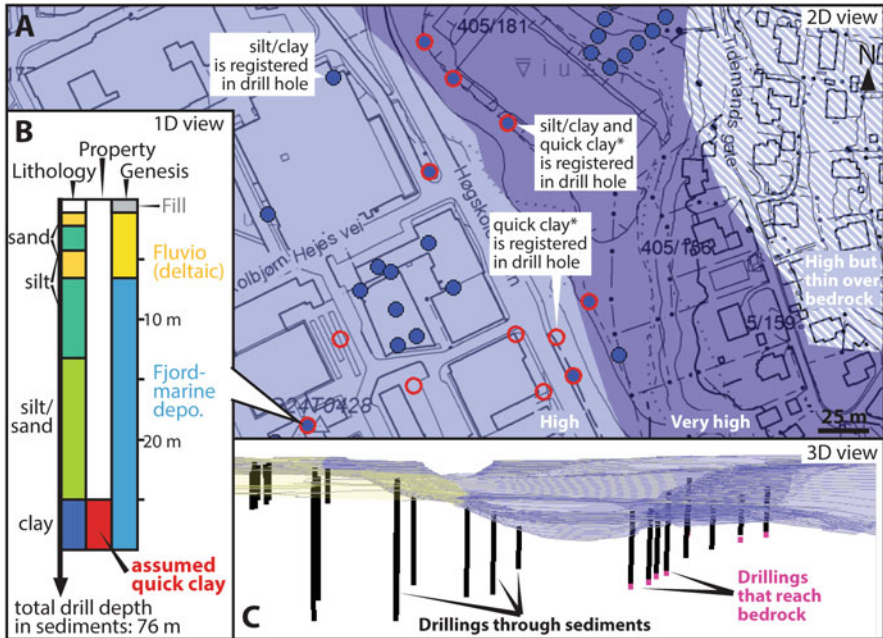 A
2D view
405/181
177
silt/clay
is registered
in drill hole
Tidemands gate
N
B
1D view
Property
Lithology
Genesis
Fill
sand
silt
Fluvio
(deltaic)
10 m
Fjord-
marine
depo.
silt/
sand
20 m
clay
assumed
quick clay
total drill depth
in sediments: 76 m
silt/clay and
quick clay*
is registered
in drill hole
quick clay*
is registered
in drill hole
405/186
High but
thin over
bedrock
5/159
High
Very high
25 m
3D view
C
Drillings through sediments
Drillings
that reach
bedrock